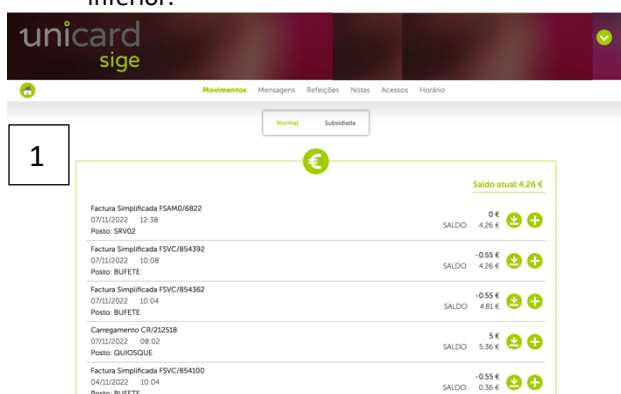 inferior.
unicard
sige
Movimentos Mensagens Refeições Notas Acessos Horário
Normal Subsidiada
1
€
Saldo atual:4,26 €
Factura Simplificada FSAM0/6822
07/11/2022 12:38
0 €
Posto: SRV02
SALDO 4.26 €
Factura Simplificada FSVC/854392
07/11/2022 10:08
-0.55 €
Posto: BUFETE
SALDO 4.26 €
Factura Simplificada FSVC/854362
07/11/2022 10:04
-0.55 €
Posto: BUFETE
SALDO 4.81 €
Carregamento CR/212518
07/11/2022 08:02
5 €
Posto: QUIOSQUE
SALDO 5.36 €
Factura Simplificada FSVC/854100
04/11/2022 10:04
-0.55 €
Posto: BUFETE
SALDO 0.36 €